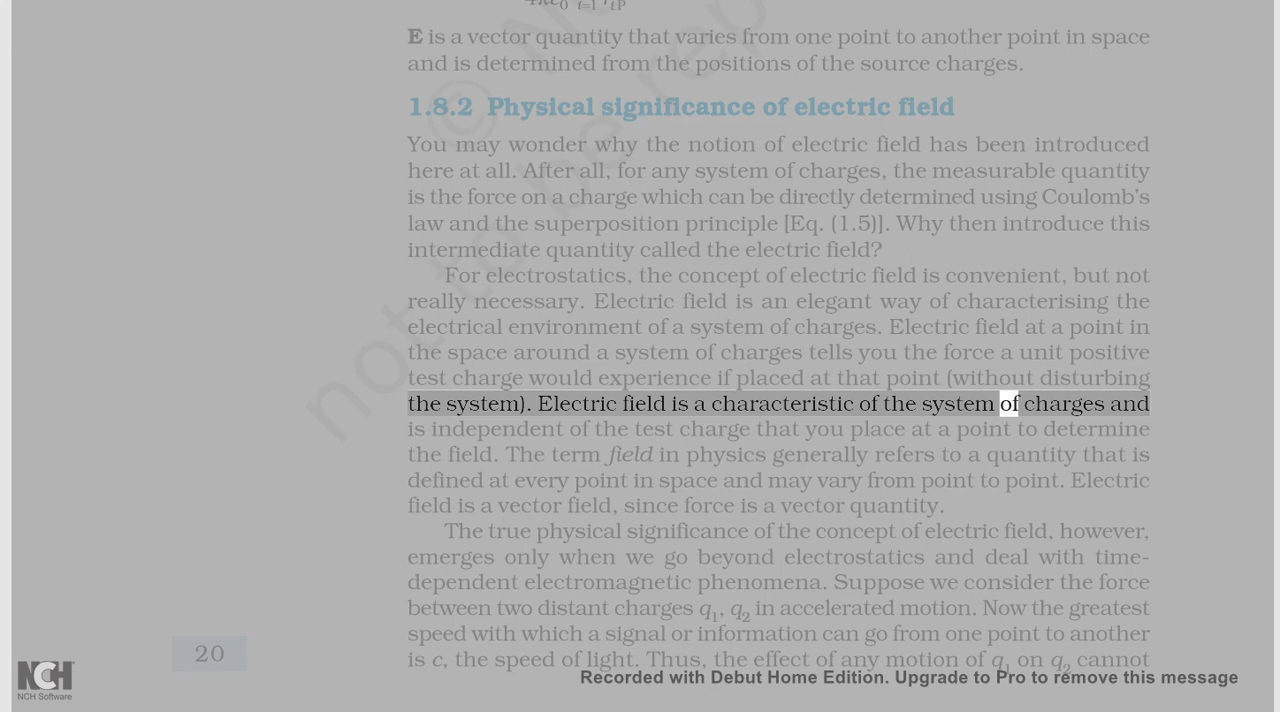 E is a vector quantity that varies from one point to another point in space
and is determined from the positions of the source charges.
1.8.2 Physical significance of electric field
You may wonder why the notion of electric field has been introduced
here at all. After all, for any system of charges, the measurable quantity
is the force on a charge which can be directly determined using Coulomb's
law and the superposition principle [Eq. (1.5)]. Why then introduce this
intermediate quantity called the electric field?
For electrostatics, the concept of electric field is convenient, but not
really necessary. Electric field is an elegant way of characterising the
electrical environment of a system of charges. Electric field at a point in
the space around a system of charges tells you the force a unit positive
test charge would experience if placed at that point (without disturbing
the system). Electric field is a characteristic of the system of charges and
is independent of the test charge that you place at a point to determine
the field. The term field in physics generally refers to a quantity that is
defined at every point in space and may vary from point to point. Electric
field is a vector field, since force is a vector quantity.
The true physical significance of the concept of electric field, however,
emerges only when we go beyond electrostatics and deal with time-
dependent electromagnetic phenomena. Suppose we consider the force
between two distant charges q₁, q₂ in accelerated motion. Now the greatest
speed with which a signal or information can go from one point to another
is c, the speed of light. Thus, the effect of any motion of q₁ on q₂ cannot
20
not to be rep
©
NCH
NCH Software
Recorded with Debut Home Edition. Upgrade to Pro to remove this message